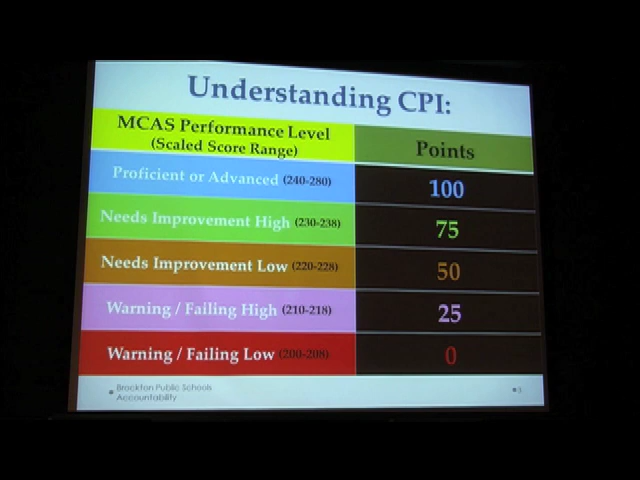 Understanding CPI:
MCAS Performance Level
(Scaled Score Range)
Points
Proficient or Advanced (240-280)
100
Needs Improvement High (230-238)
75
Needs Improvement Low (220-228)
50
Warning / Failing High (210-218)
25
Warning / Failing Low (200-208)
0
Brockton Public Schools
Accountability
3